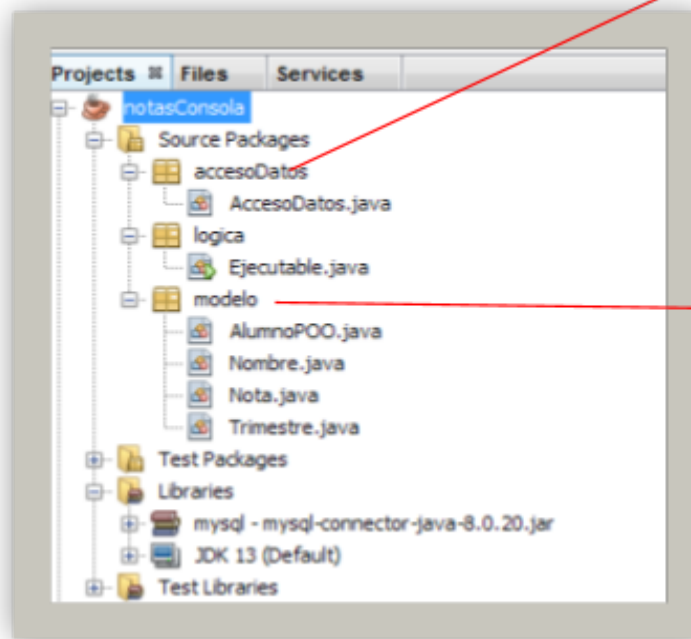 Projects Files Services
notasConsola
Source Packages
accesoDatos
AccesoDatos.java
logica
Ejecutable.java
modelo
AlumnoPOO.java
Nombre.java
Nota.java
Trimestre.java
Test Packages
Libraries
mysql - mysql-connector-java-8.0.20.jar
JDK 13 (Default)
Test Libraries